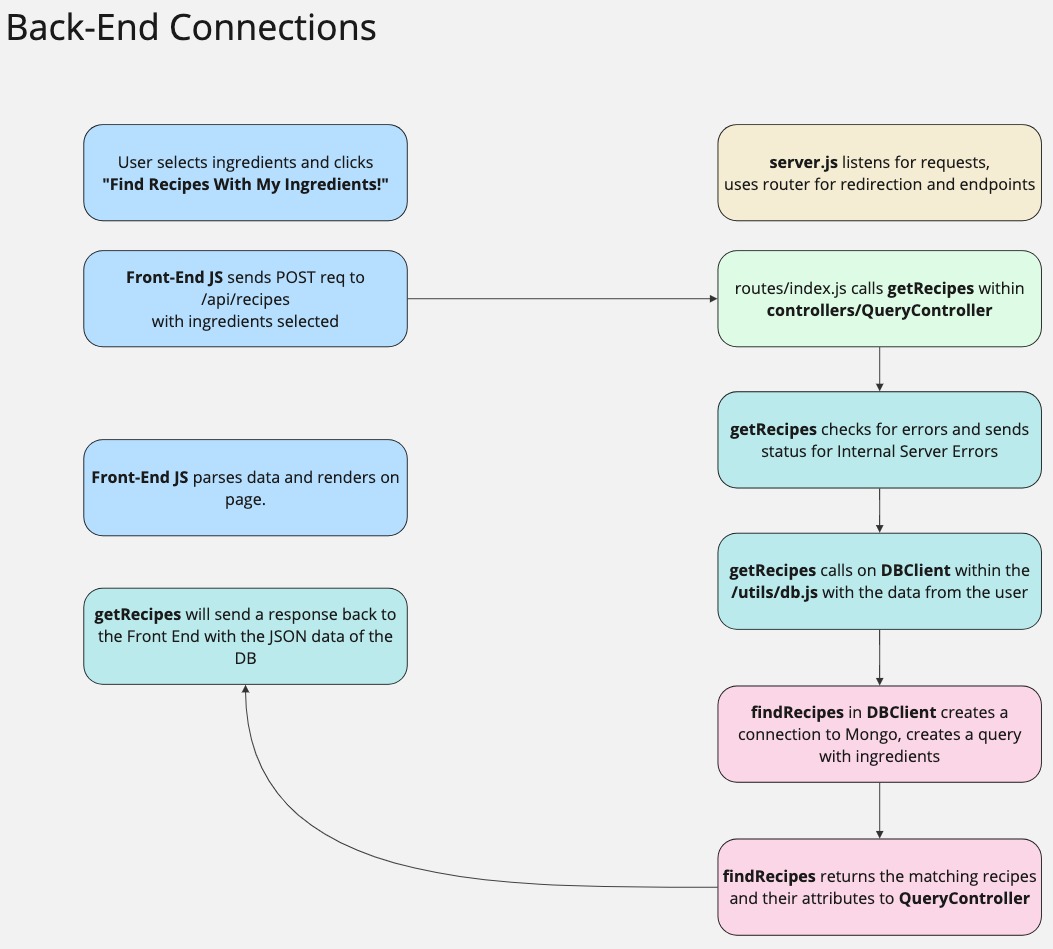 Back-End Connections
User selects ingredients and clicks
"Find Recipes With My Ingredients!"
server.js listens for requests,
uses router for redirection and endpoints
Front-End JS sends POST req to
/api/recipes
with ingredients selected
routes/index.js calls getRecipes within
controllers/QueryController
getRecipes checks for errors and sends
status for Internal Server Errors
Front-End JS parses data and renders on
page.
getRecipes calls on DBClient within the
/utils/db.js with the data from the user
getRecipes will send a response back to
the Front End with the JSON data of the
DB
findRecipes in DBClient creates a
connection to Mongo, creates a query
with ingredients
findRecipes returns the matching recipes
and their attributes to QueryController